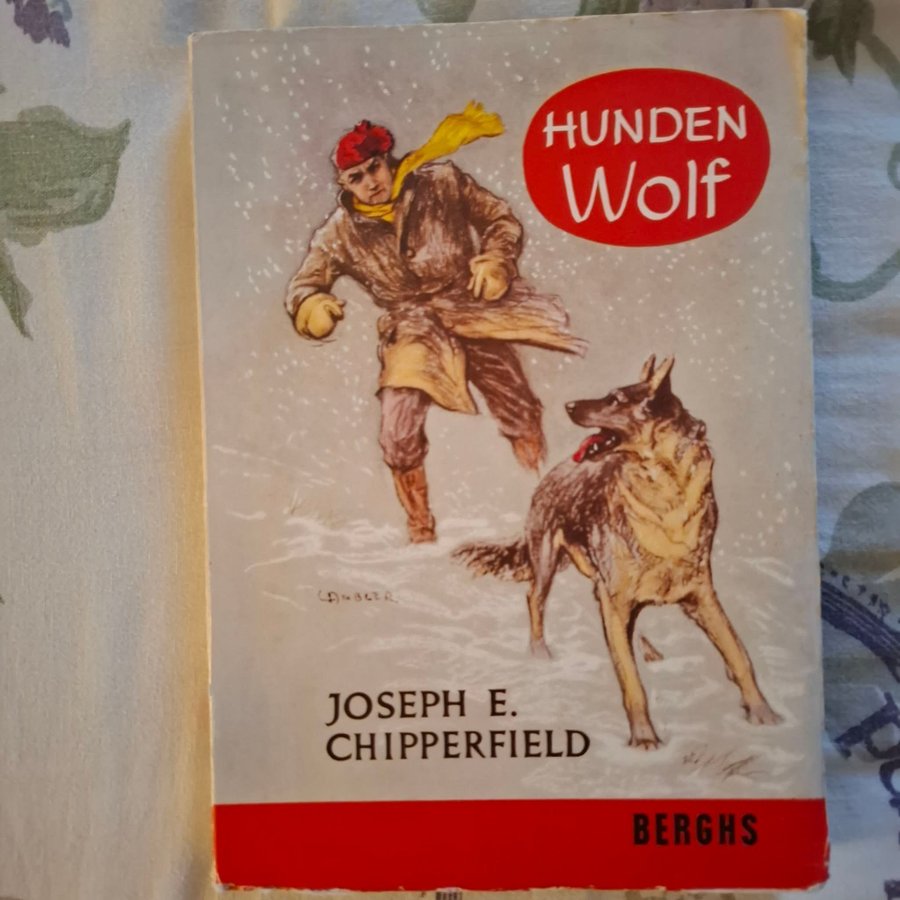 HUNDEN
Wolf
JOSEPH E.
CHIPPERFIELD
BERGHS